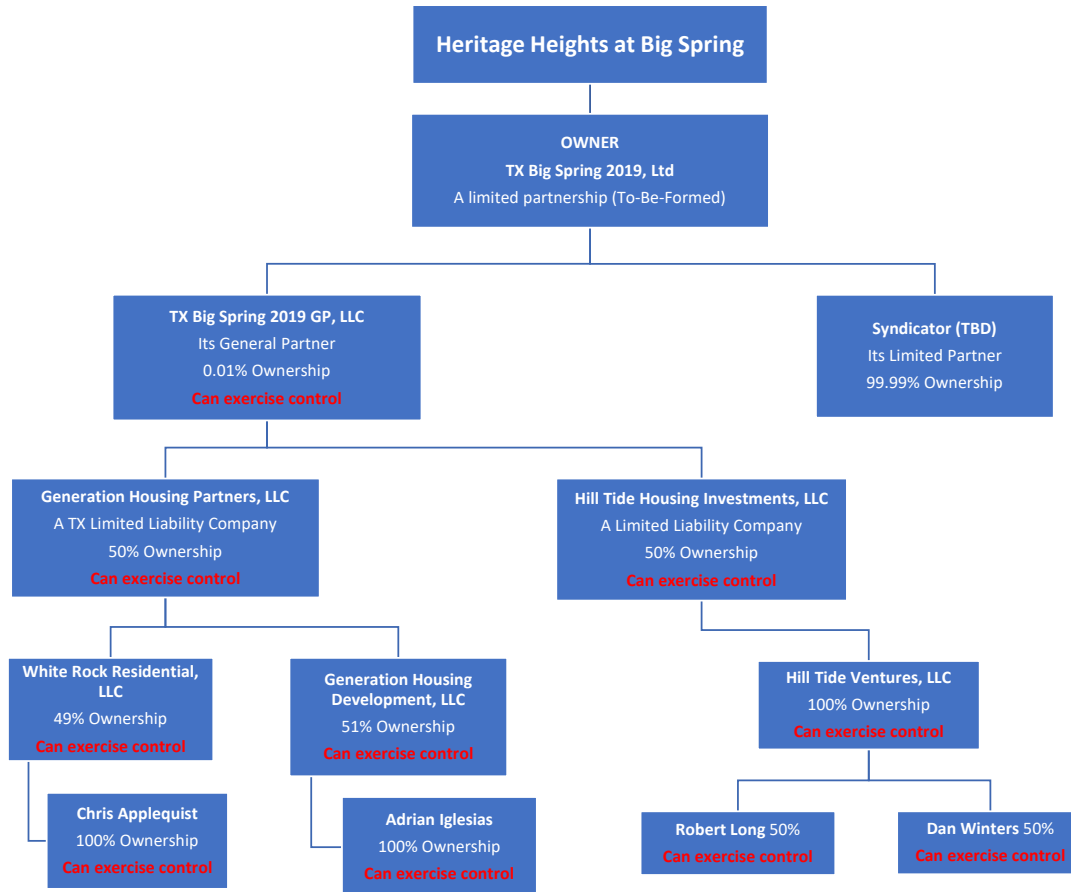 Heritage Heights at Big Spring
OWNER
TX Big Spring 2019, Ltd
A limited partnership (To-Be-Formed)
TX Big Spring 2019 GP, LLC
Its General Partner
0.01% Ownership
Can exercise control
Syndicator (TBD)
Its Limited Partner
99.99% Ownership
Generation Housing Partners, LLC
A TX Limited Liability Company
50% Ownership
Can exercise control
Hill Tide Housing Investments, LLC
A Limited Liability Company
50% Ownership
Can exercise control
White Rock Residential,
LLC
49% Ownership
Can exercise control
Generation Housing
Development, LLC
51% Ownership
Can exercise control
Hill Tide Ventures, LLC
100% Ownership
Can exercise control
Chris Applequist
100% Ownership
Can exercise control
Adrian Iglesias
100% Ownership
Can exercise control
Robert Long 50%
Can exercise control
Dan Winters 50%
Can exercise control